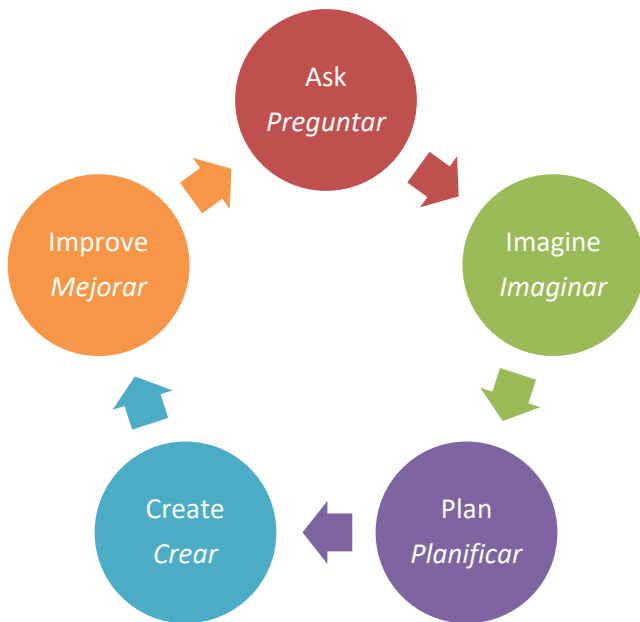 Ask
Preguntar
Imagine
Imaginar
Plan
Planificar
Create
Crear
Improve
Mejorar